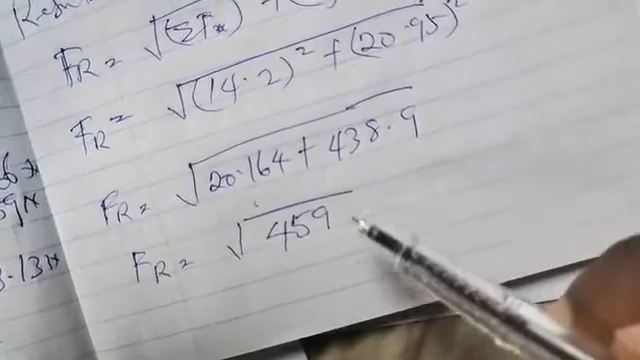 FR = √(ΣFx)
FR = √(14.2)² + (20.95)²
FR = √20.164 + 438.9
FR = √459